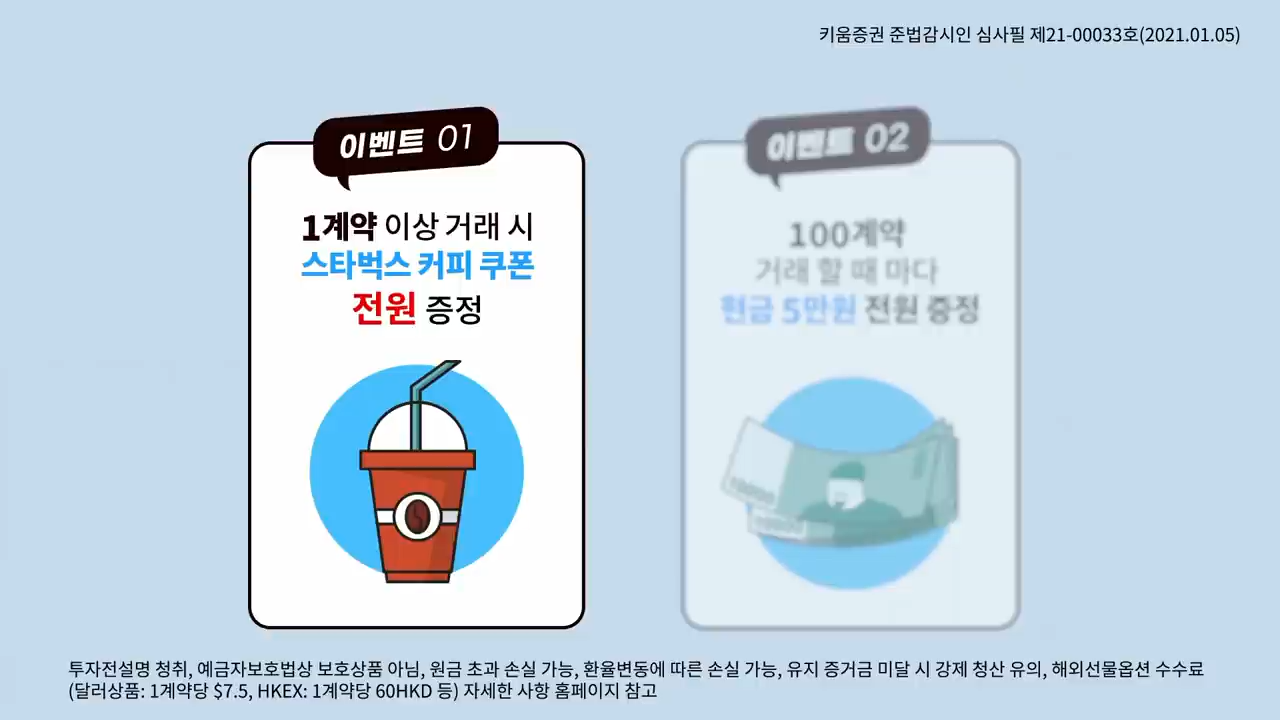 키움증권 준법감시인 심사필 제21-00033호(2021.01.05)
이벤트 01
1계약 이상 거래 시
스타벅스 커피 쿠폰
전원 증정
이벤트 02
100계약
거래 할 때 마다
현금 5만원 전원 증정
10000
10000
투자전설명 청취, 예금자보호법상 보호상품 아님, 원금 초과 손실 가능, 환율변동에 따른 손실 가능, 유지 증거금 미달 시 강제 청산 유의, 해외선물옵션 수수료
(달러상품: 1계약당 $7.5, HKEX: 1계약당 60HKD 등) 자세한 사항 홈페이지 참고